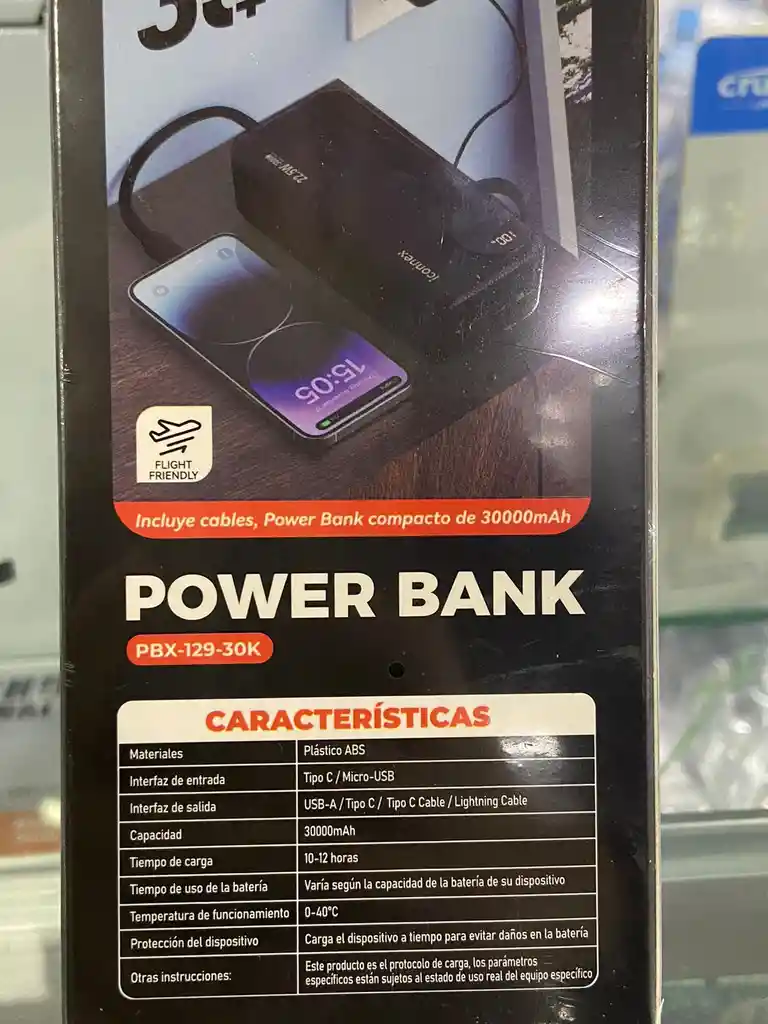 22.5W
100%
iconnex
15:05
FLIGHT
FRIENDLY
Incluye cables, Power Bank compacto de 30000mAh
POWER BANK
PBX-129-30K
CARACTERÍSTICAS
Materiales Plástico ABS
Interfaz de entrada Tipo C / Micro-USB
Interfaz de salida USB-A / Tipo C / Tipo C Cable / Lightning Cable
Capacidad 30000mAh
Tiempo de carga 10-12 horas
Tiempo de uso de la batería Varía según la capacidad de la batería de su dispositivo
Temperatura de funcionamiento 0-40°C
Protección del dispositivo Carga el dispositivo a tiempo para evitar daños en la batería
Otras instrucciones: Este producto es el protocolo de carga, los parámetros
específicos están sujetos al estado de uso real del equipo específico
cru